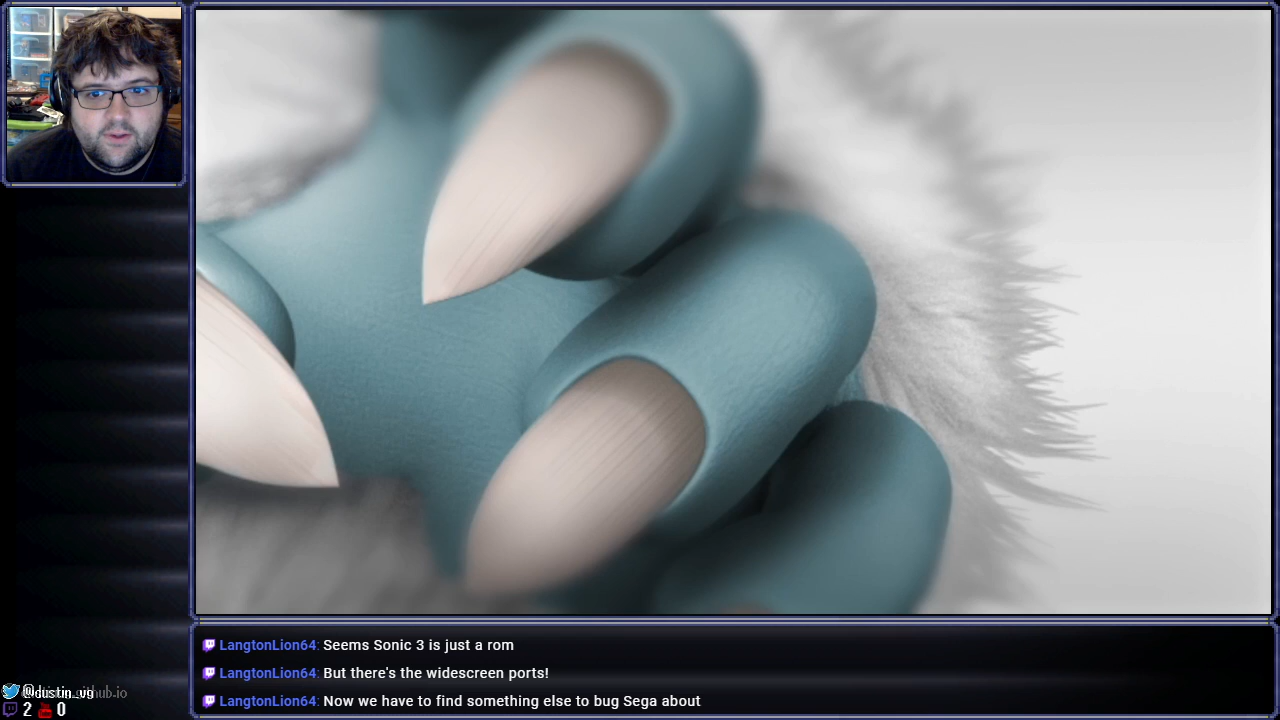 LangtonLion64: Seems Sonic 3 is just a rom
LangtonLion64: But there's the widescreen ports!
LangtonLion64: Now we have to find something else to bug Sega about
@dustin_vg
2 0